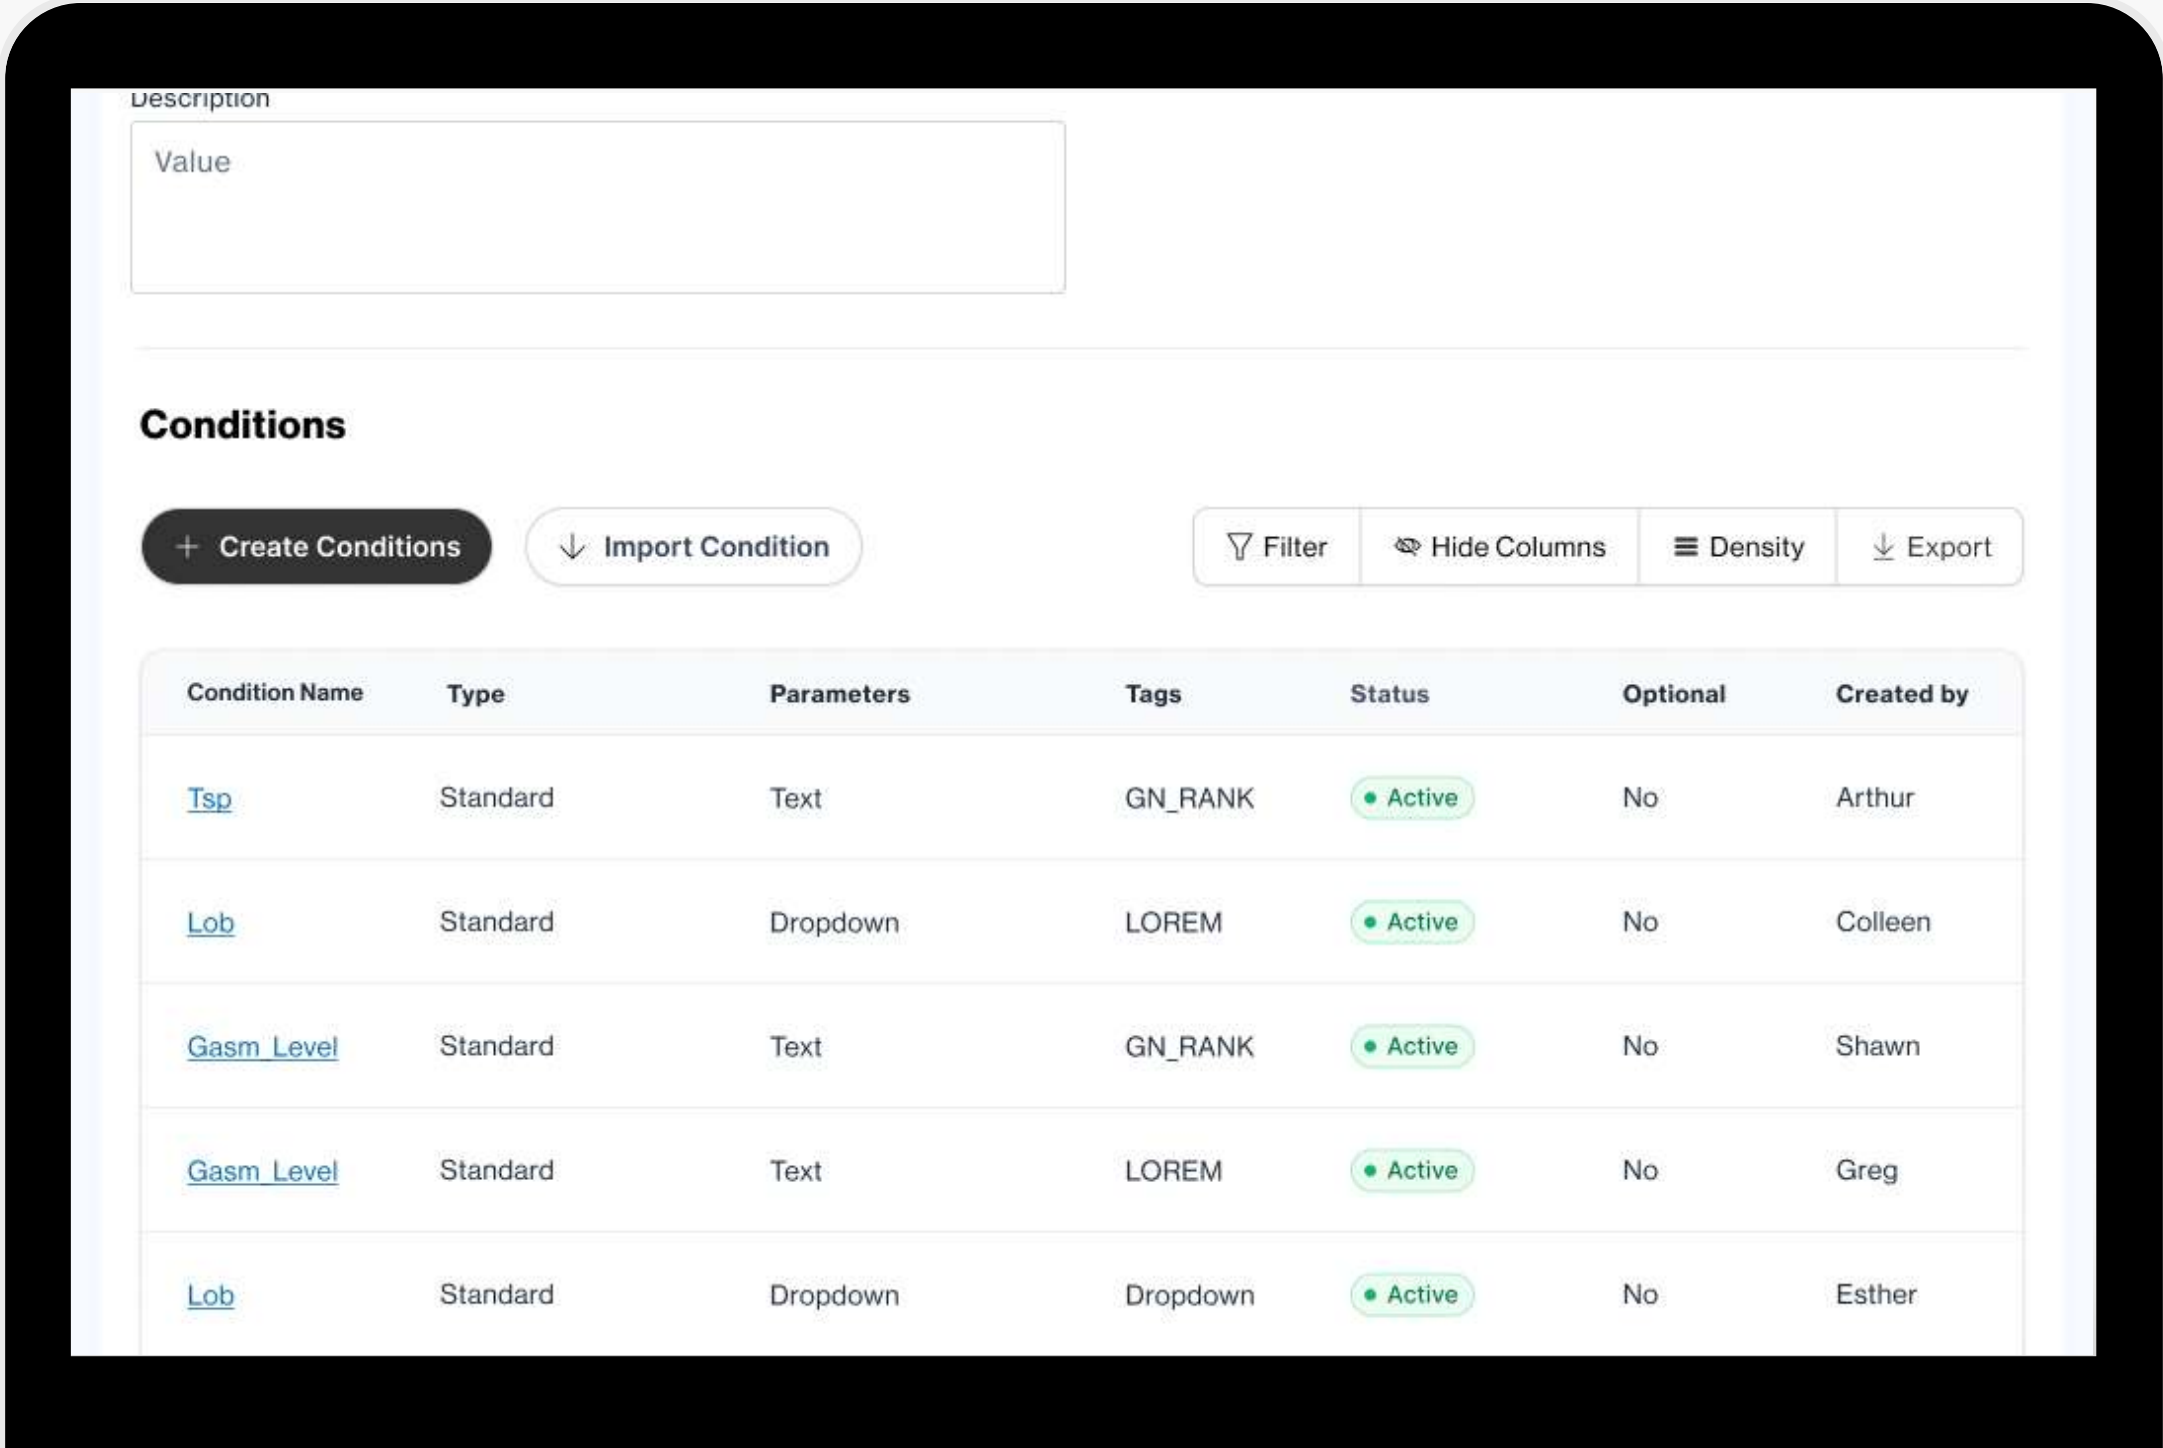 Description
Value
Conditions
Create Conditions
Import Condition
Filter
Hide Columns
Density
Export
Condition Name Type Parameters Tags Status Optional Created by
Tsp Standard Text GN_RANK Active No Arthur
Lob Standard Dropdown LOREM Active No Colleen
Gasm_Level Standard Text GN_RANK Active No Shawn
Gasm_Level Standard Text LOREM Active No Greg
Lob Standard Dropdown Dropdown Active No Esther